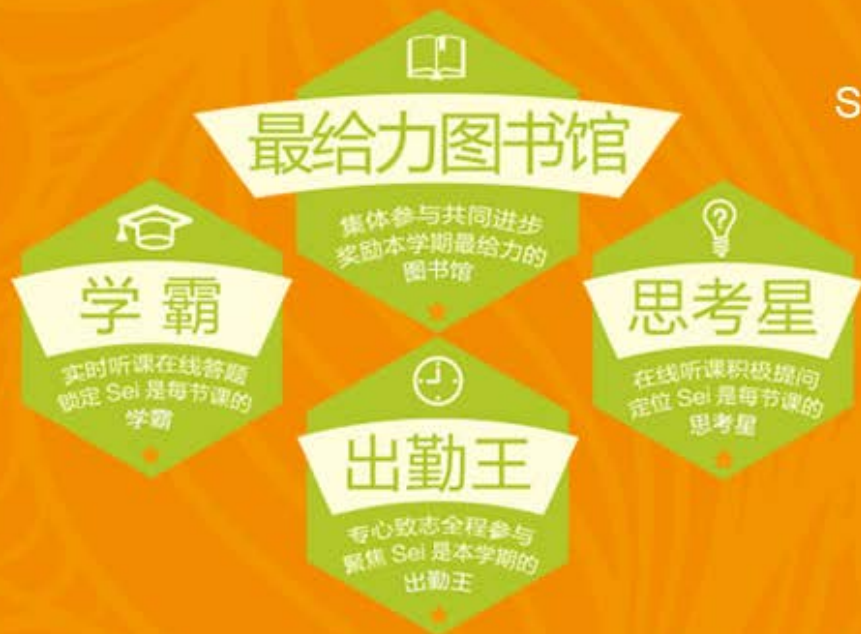 最给力图书馆
集体参与共同进步
奖励本学期最给力的
图书馆
S
学霸
实时听课在线答题
锁定 Sei 是每节课的
学霸
思考星
在线听课积极提问
定位 Sei 是每节课的
思考星
出勤王
专心致志全程参与
聚焦 Sei 是本学期的
出勤王